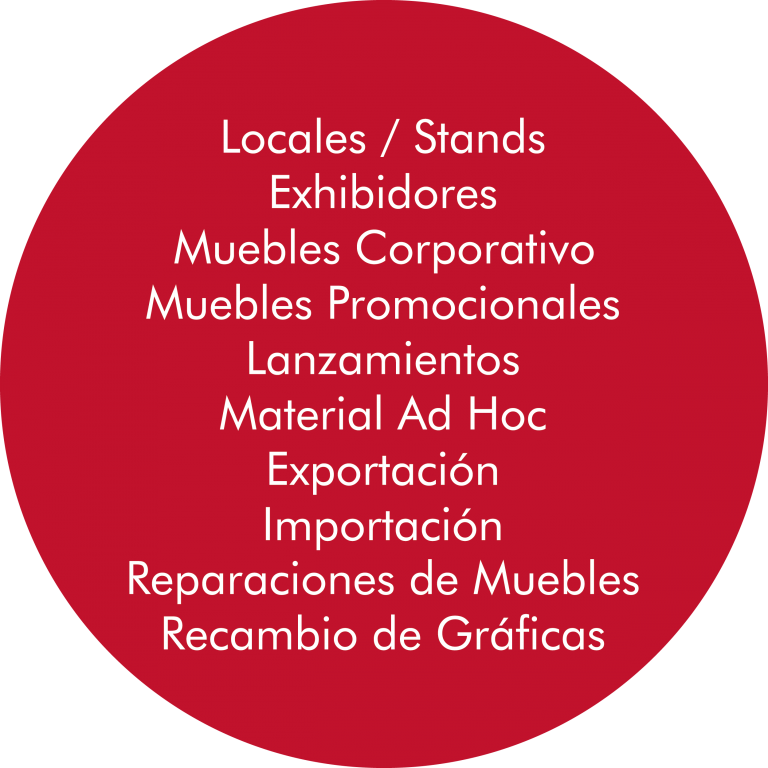 Locales / Stands
Exhibidores
Muebles Corporativo
Muebles Promocionales
Lanzamientos
Material Ad Hoc
Exportación
Importación
Reparaciones de Muebles
Recambio de Gráficas